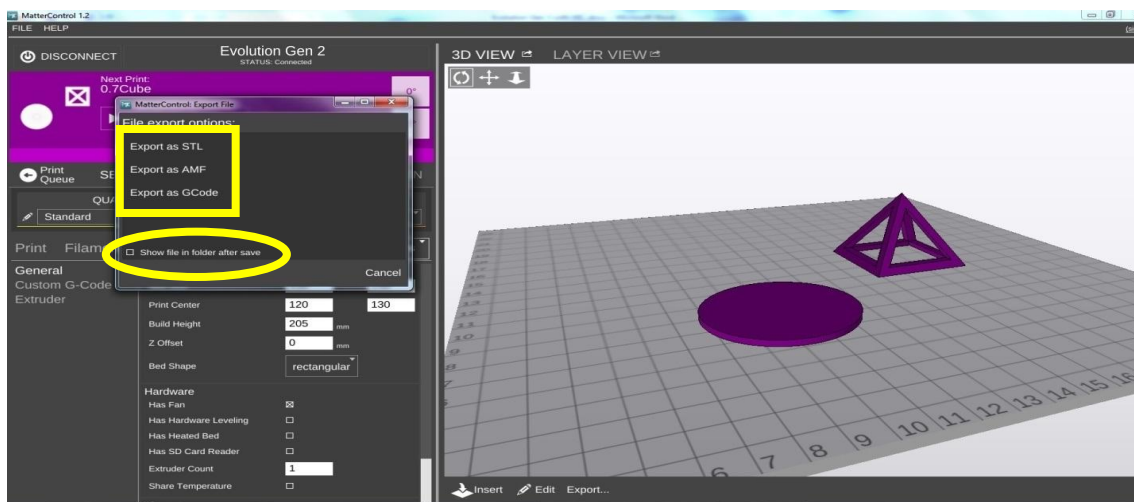 MatterControl 1.2
FILE HELP
DISCONNECT
Evolution Gen 2
STATUS: Connected
Next Print:
0.7Cube
0°
MatterControl: Export File
File export options:
Export as STL
Export as AMF
Export as GCode
Show file in folder after save
Cancel
Print
Queue
SE
N
QUA
Standard
Print Filam
General
Custom G-Code
Extruder
Print Center 120 130
Build Height 205 mm
Z Offset 0 mm
Bed Shape rectangular
Hardware
Has Fan
Has Hardware Leveling
Has Heated Bed
Has SD Card Reader
Extruder Count 1
Share Temperature
3D VIEW LAYER VIEW
6 7 8 9 10 11 12 13 14 15 16
Insert Edit Export...